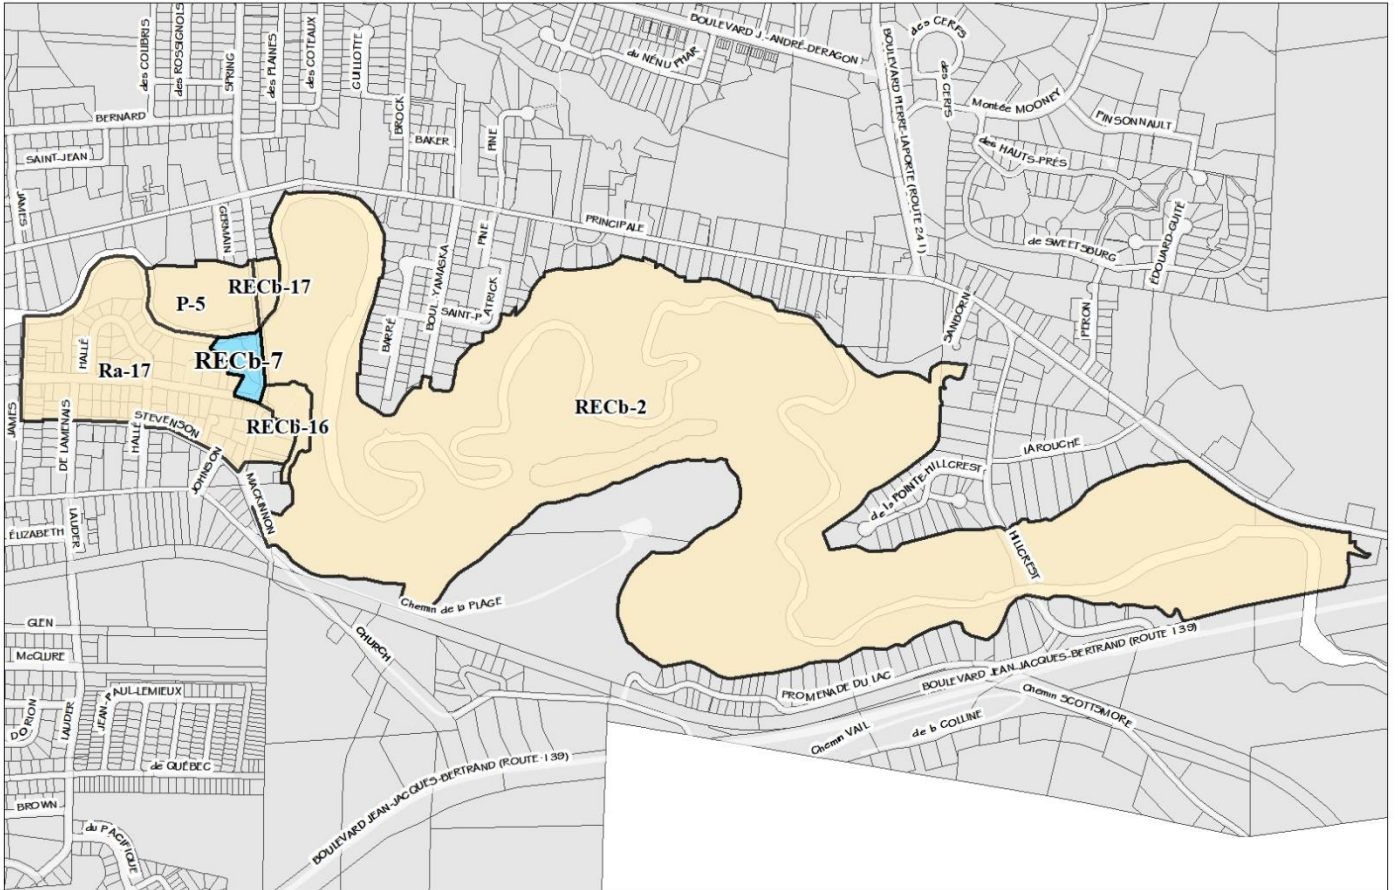 des COLIBRIS
des ROSSIGNOLS
SPRING
des PLAINES
des COTEAUX
GUILLOTTE
BOULEVARD J.-ANDRÉ-DERAGON
du NÉNUPHAR
des CERFS
des CERFS
BOULEVARD PIERRE-LAPORTE (ROUTE 241)
Montée MOONEY
PINSONNAULT
BERNARD
BROCK
BAKER
PINE
SAINT-JEAN
des HAUTS-PRÉS
JAMES
GERMAIN
PRINCIPALE
BOUL. YAMASKA
PINE
de SWEETSBURG
ÉDOUARD-GUITÉ
P-5
RECb-17
SAINT-PATRICK
BARRÉ
SANBORN
PERON
HALLÉ
Ra-17
RECb-7
RECb-2
JAMES
DE LAMENAIS
HALLÉ
STEVENSON
RECb-16
LAROUCHE
JOHNSON
MACKINNON
de la POINTE-HILLCREST
ÉLIZABETH
LAUDER
HILLCREST
Chemin de la PLAGE
GLEN
CHURCH
McCLURE
JEAN-PAUL-LEMIEUX
DORION
LAUDER
PROMENADE DU LAC
BOULEVARD JEAN-JACQUES-BERTRAND (ROUTE 139)
Chemin SCOTTSMORE
Chemin VAIL
de la COLLINE
de QUÉBEC
BOULEVARD JEAN-JACQUES-BERTRAND (ROUTE 139)
BROWN
du PACIFIQUE